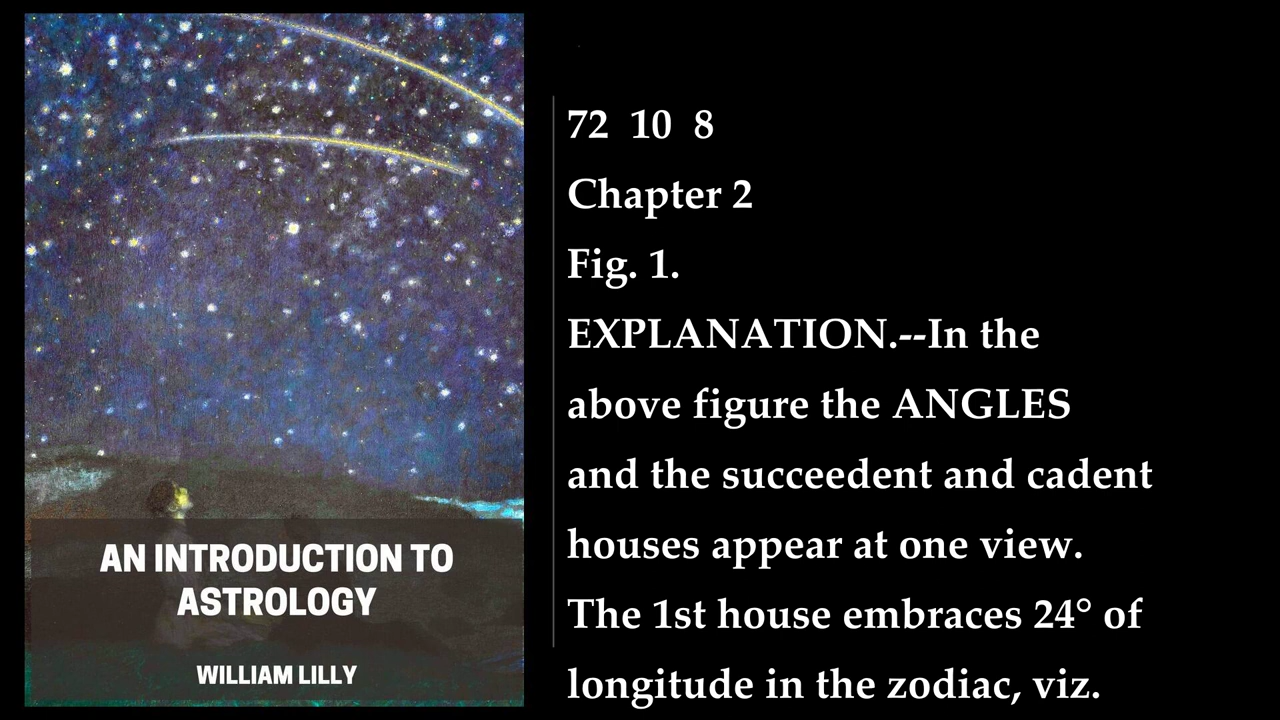 AN INTRODUCTION TO
ASTROLOGY
WILLIAM LILLY
72 10 8
Chapter 2
Fig. 1.
EXPLANATION.--In the
above figure the ANGLES
and the succeedent and cadent
houses appear at one view.
The 1st house embraces 24° of
longitude in the zodiac, viz.